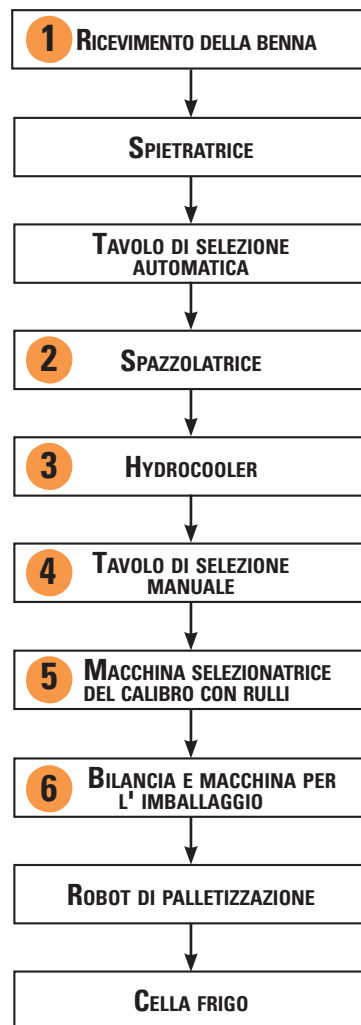 1 Ricevimento della benna
Spietratrice
Tavolo di selezione
automatica
2 Spazzolatrice
3 Hydrocooler
4 Tavolo di selezione
manuale
5 Macchina selezionatrice
del calibro con rulli
6 Bilancia e macchina per
l' imballaggio
Robot di palletizzazione
Cella frigo